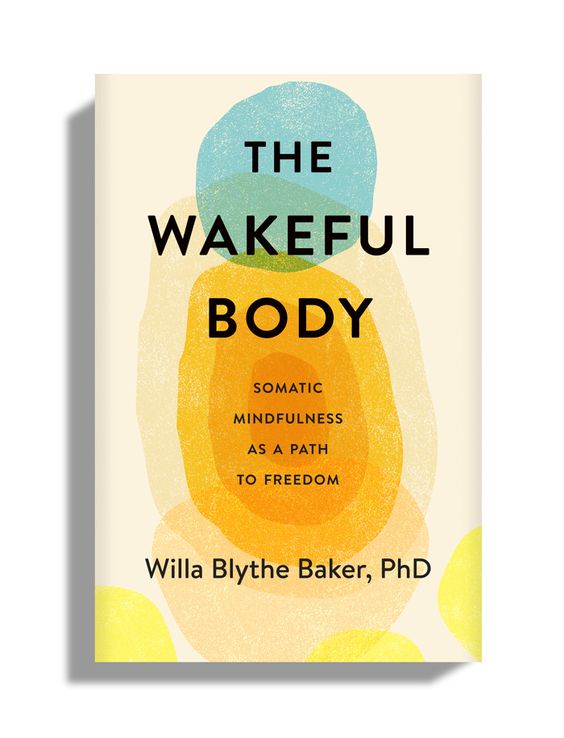 THE
WAKEFUL
BODY
SOMATIC
MINDFULNESS
AS A PATH
TO FREEDOM
Willa Blythe Baker, PhD